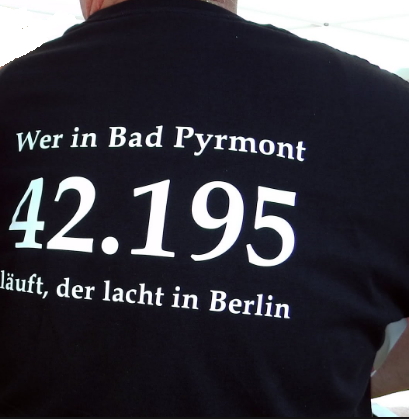 Wer in Bad Pyrmont
42.195
läuft, der lacht in Berlin